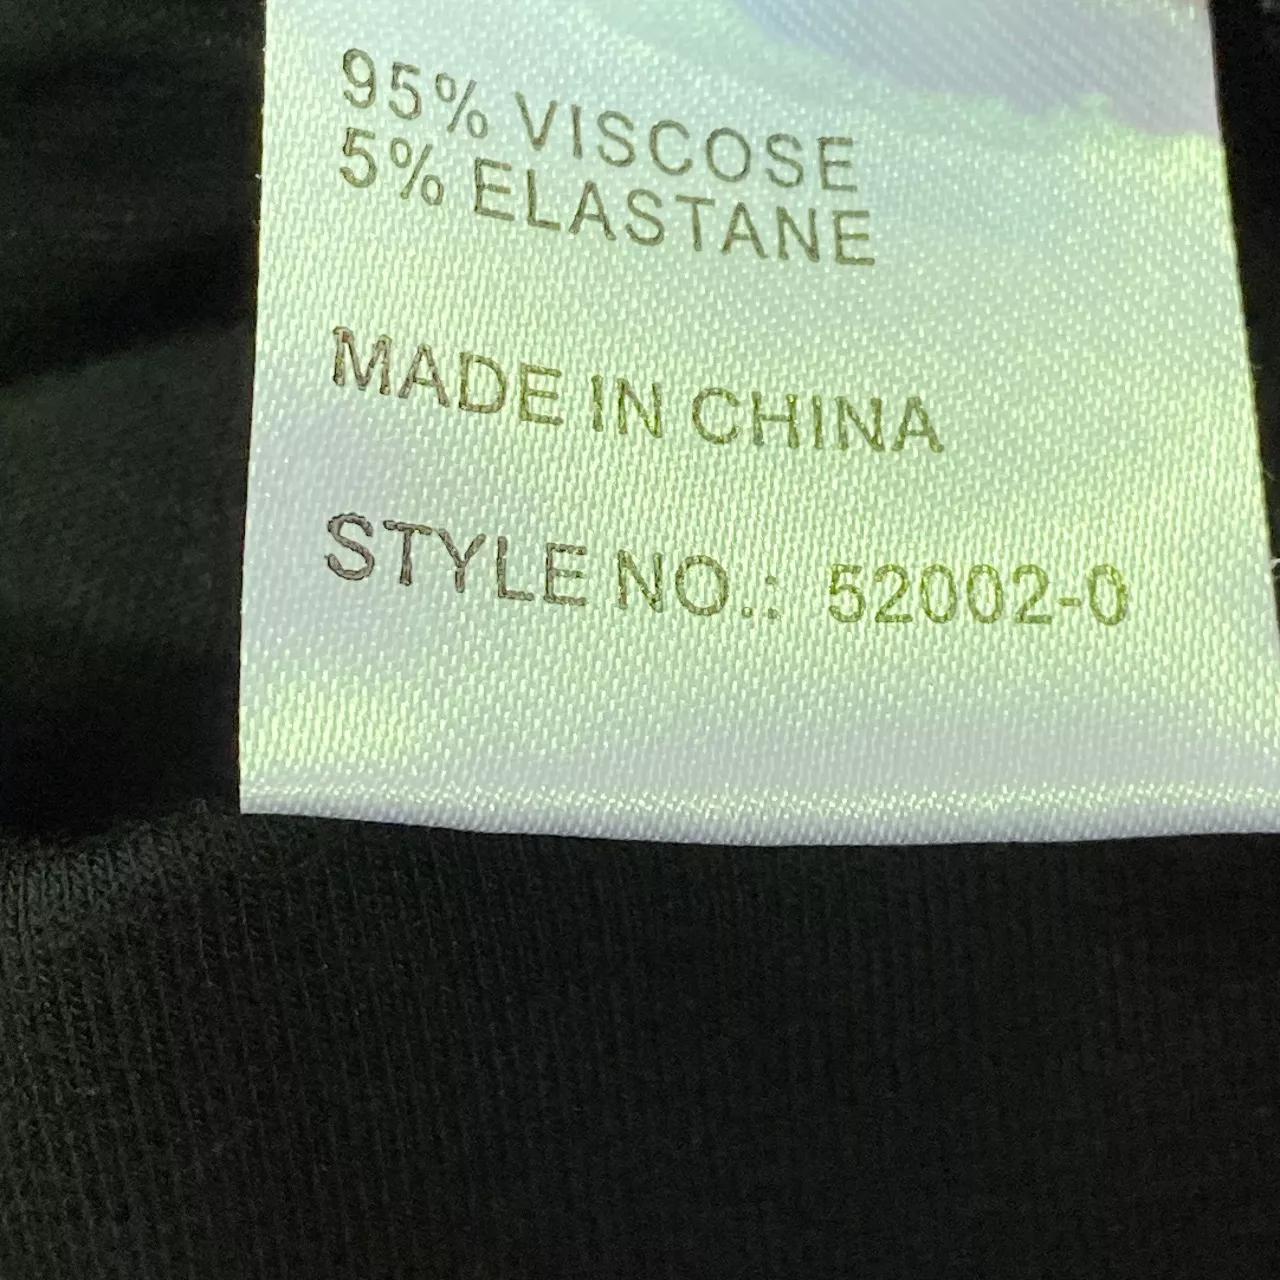 95% VISCOSE
5% ELASTANE
MADE IN CHINA
STYLE NO.: 52002-0